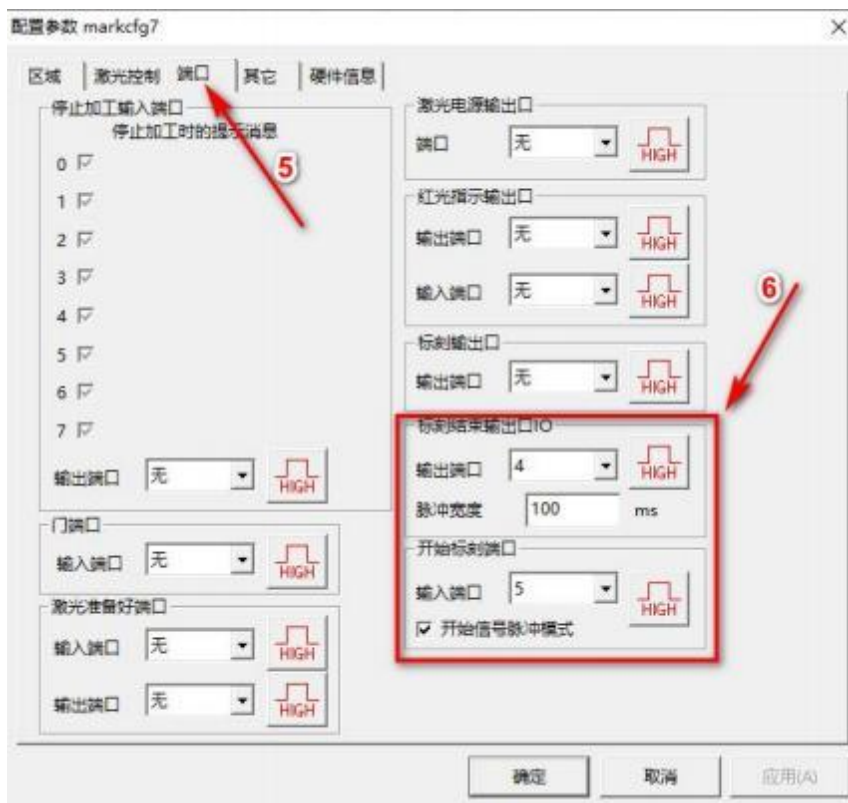 配置参数 markcfg7
区域 激光控制 端口 其它 硬件信息
停止加工输入端口
停止加工时的提示消息
5
0
1
2
3
4
5
6
7
输出端口 无 HIGH
门端口
输入端口 无 HIGH
激光准备好端口
输入端口 无 HIGH
输出端口 无 HIGH
激光电源输出口
端口 无 HIGH
红光指示输出口
输出端口 无 HIGH
输入端口 无 HIGH
6
标刻输出口
输出端口 无 HIGH
标刻结束输出口IO
输出端口 4 HIGH
脉冲宽度 100 ms
开始标刻端口
输入端口 5 HIGH
开始信号脉冲模式
确定 取消 应用(A)